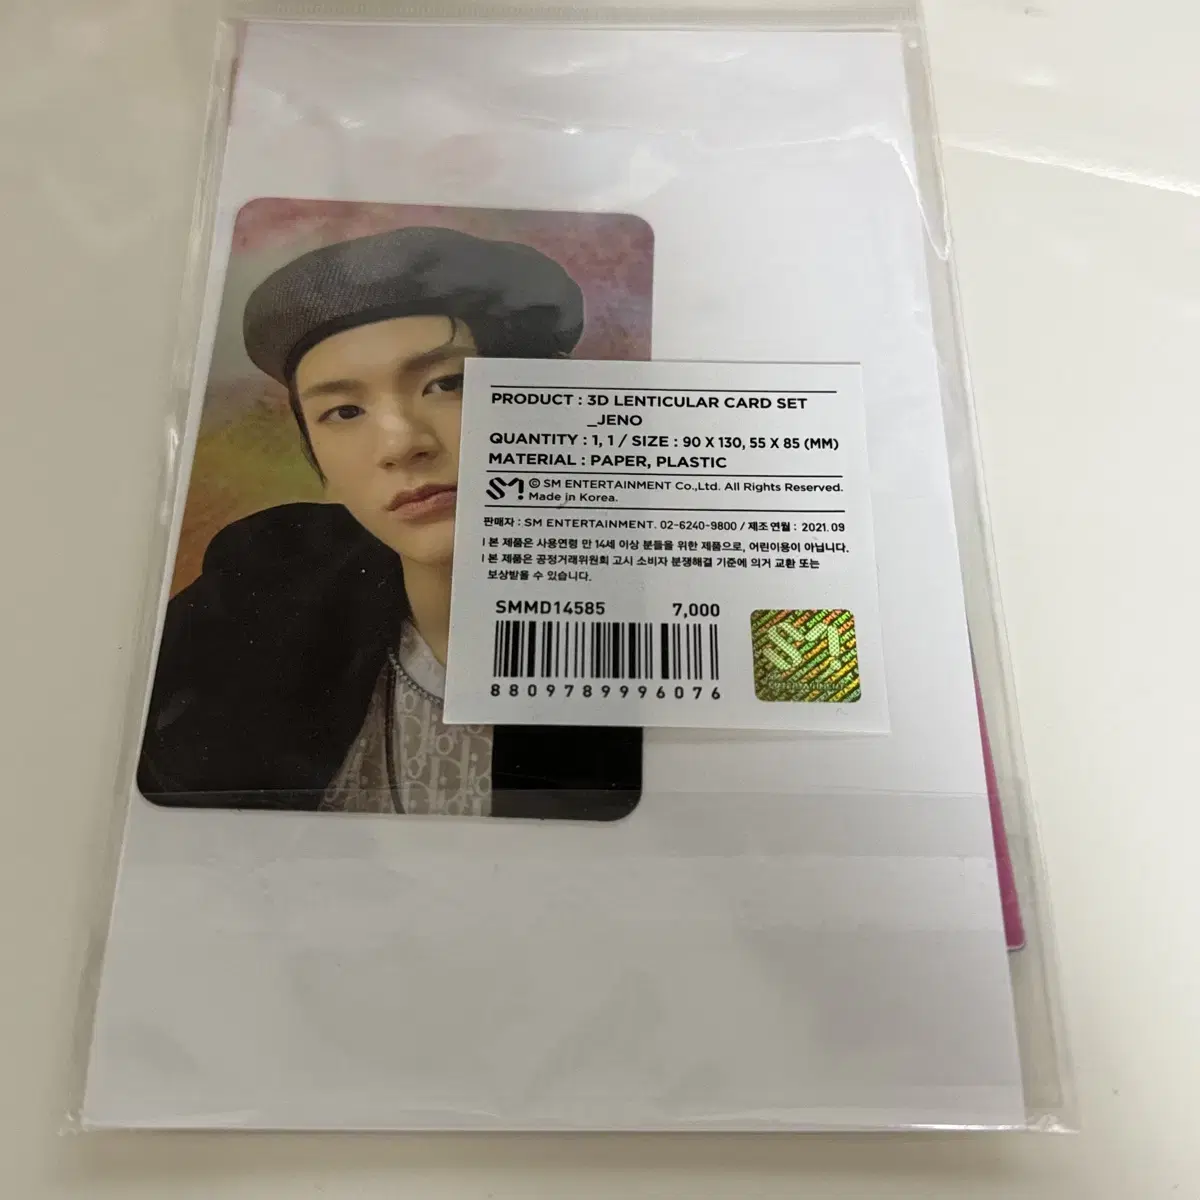 PRODUCT : 3D LENTICULAR CARD SET
_JENO
QUANTITY : 1, 1 / SIZE : 90 X 130, 55 X 85 (MM)
MATERIAL : PAPER, PLASTIC
SM © SM ENTERTAINMENT Co.,Ltd. All Rights Reserved.
Made in Korea.
판매자 : SM ENTERTAINMENT. 02-6240-9800 / 제조 연월 : 2021. 09
l 본 제품은 사용연령 만 14세 이상 분들을 위한 제품으로, 어린이용이 아닙니다.
l 본 제품은 공정거래위원회 고시 소비자 분쟁해결 기준에 의거 교환 또는
보상받을 수 있습니다.
SMMD14585 7,000
8809789996076
SM
SM
ENTERTAINMENT
Dior